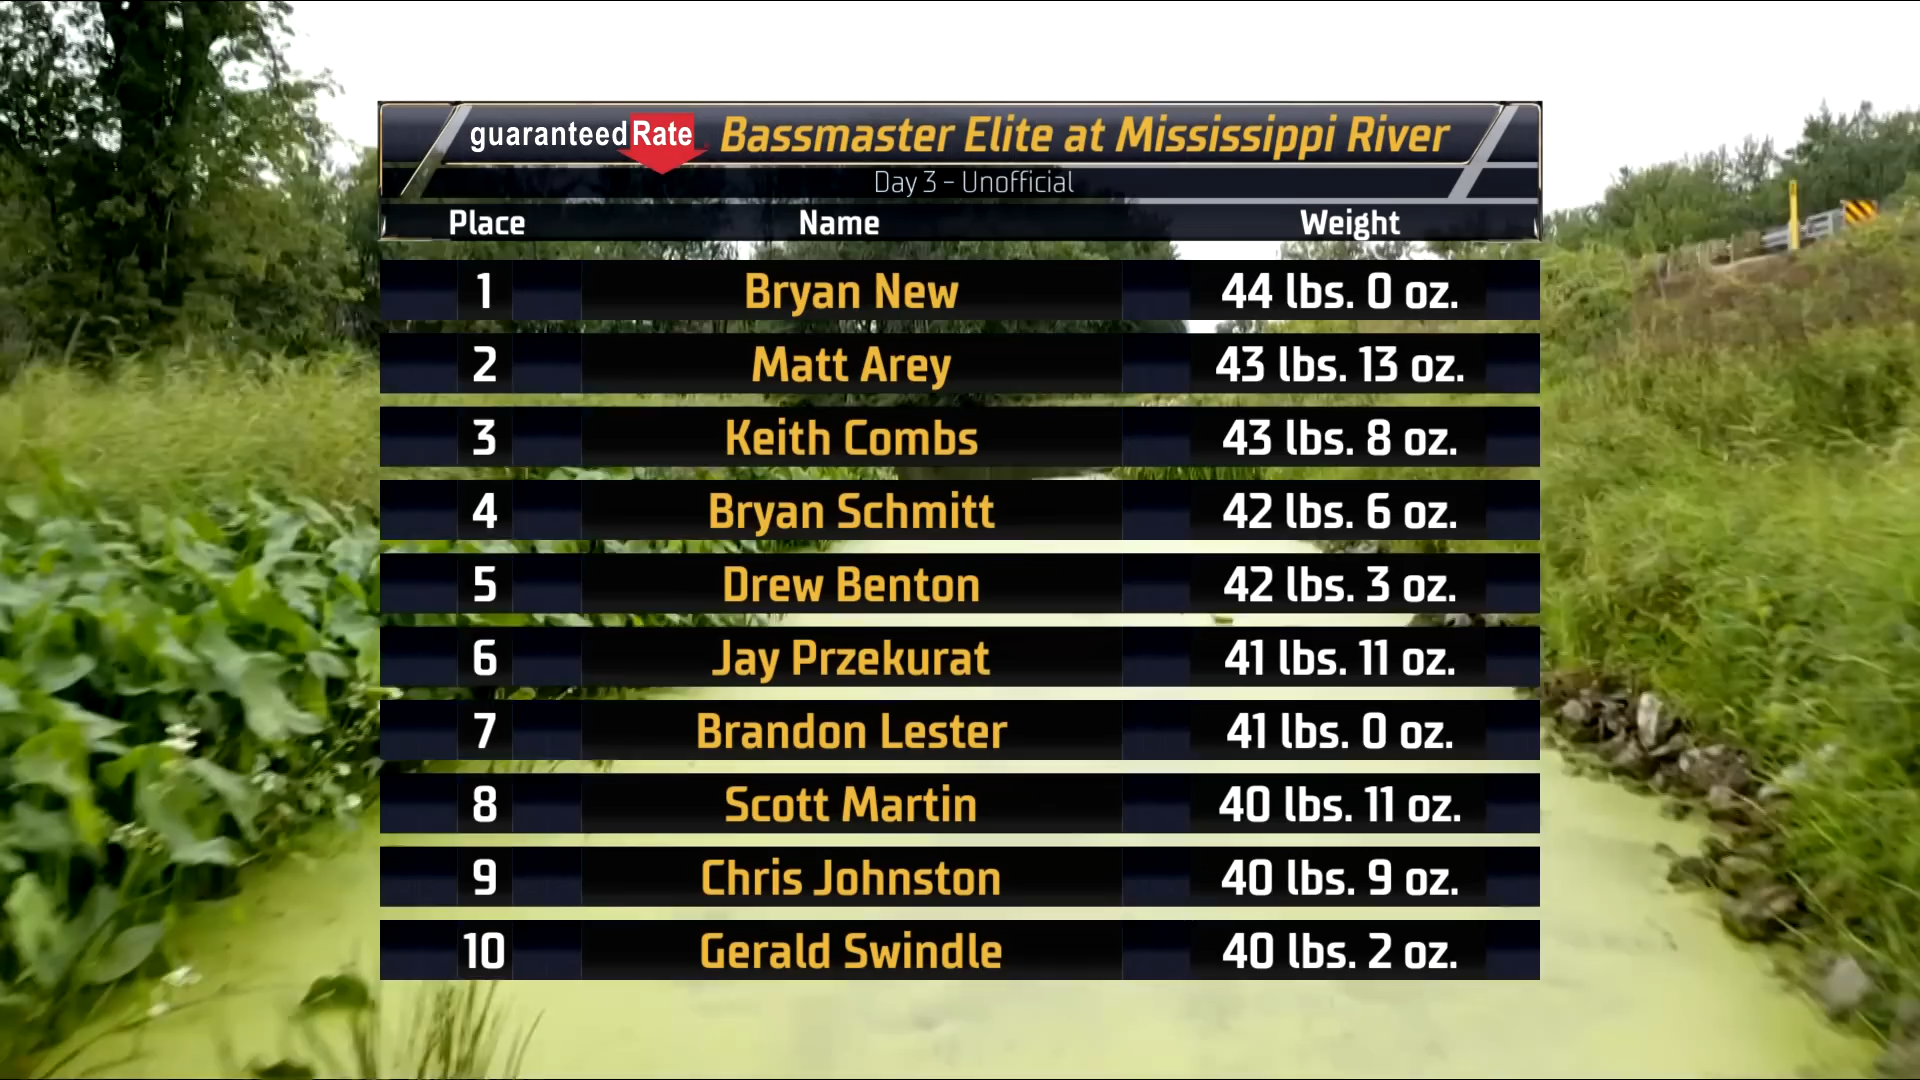 guaranteedRate Bassmaster Elite at Mississippi River
Day 3 – Unofficial
Place Name Weight
1 Bryan New 44 lbs. 0 oz.
2 Matt Arey 43 lbs. 13 oz.
3 Keith Combs 43 lbs. 8 oz.
4 Bryan Schmitt 42 lbs. 6 oz.
5 Drew Benton 42 lbs. 3 oz.
6 Jay Przekurat 41 lbs. 11 oz.
7 Brandon Lester 41 lbs. 0 oz.
8 Scott Martin 40 lbs. 11 oz.
9 Chris Johnston 40 lbs. 9 oz.
10 Gerald Swindle 40 lbs. 2 oz.